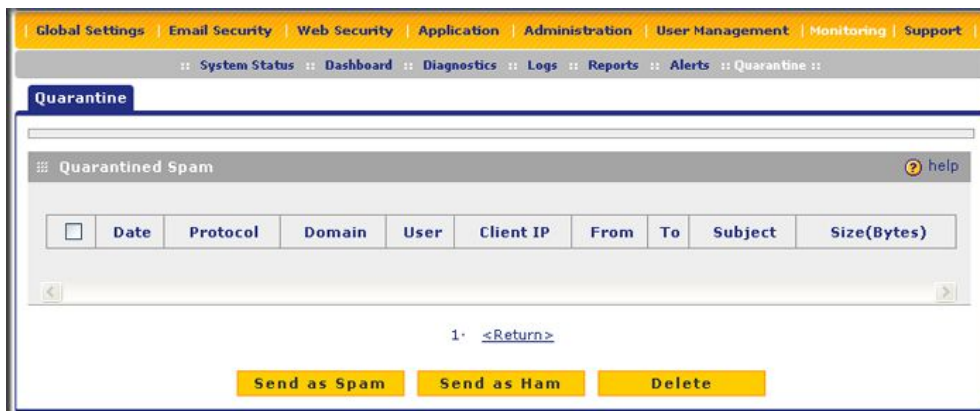 Global Settings | Email Security | Web Security | Application | Administration | User Management | Monitoring | Support
:: System Status :: Dashboard :: Diagnostics :: Logs :: Reports :: Alerts :: Quarantine ::
Quarantine
Quarantined Spam ? help
Date Protocol Domain User Client IP From To Subject Size(Bytes)
< >
1· <Return>
Send as Spam Send as Ham Delete